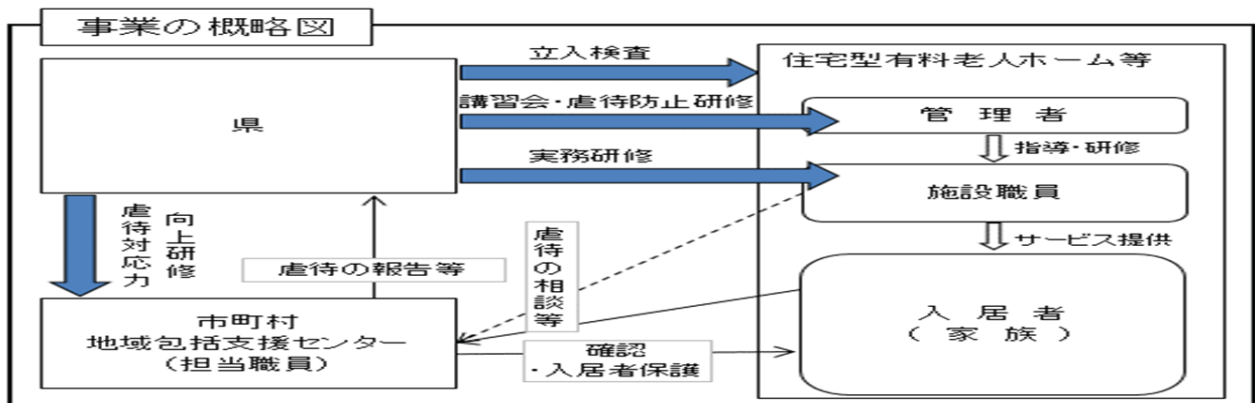 事業の概略図
立入検査
住宅型有料老人ホーム等
県
講習会・虐待防止研修
管理者
指導・研修
実務研修
施設職員
虐待対応力
向上研修
虐待の報告等
虐待の相談等
サービス提供
入居者
(家族)
市町村
地域包括支援センター
(担当職員)
確認
・入居者保護